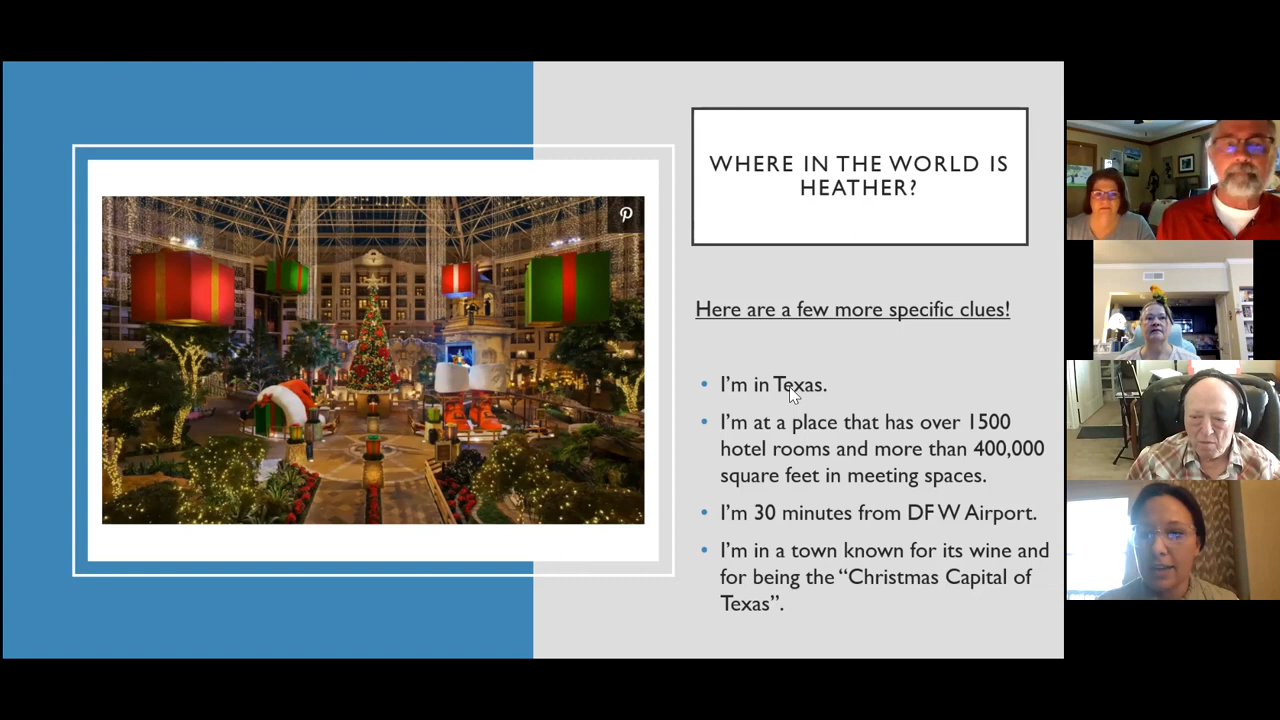 WHERE IN THE WORLD IS
HEATHER?
Here are a few more specific clues!
• I'm in Texas.
• I'm at a place that has over 1500
hotel rooms and more than 400,000
square feet in meeting spaces.
• I'm 30 minutes from DFW Airport.
• I'm in a town known for its wine and
for being the “Christmas Capital of
Texas”.